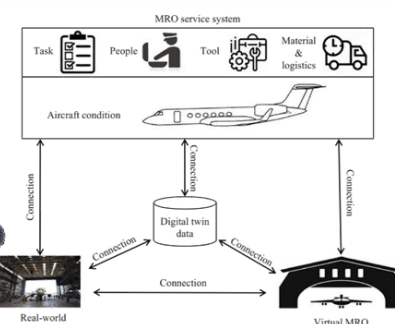 MRO service system
Task
People
Tool
Material
&
logistics
Aircraft condition
Connection
Connection
Connection
Digital twin
data
Connection
Connection
Connection
Real-world
Virtual MRO